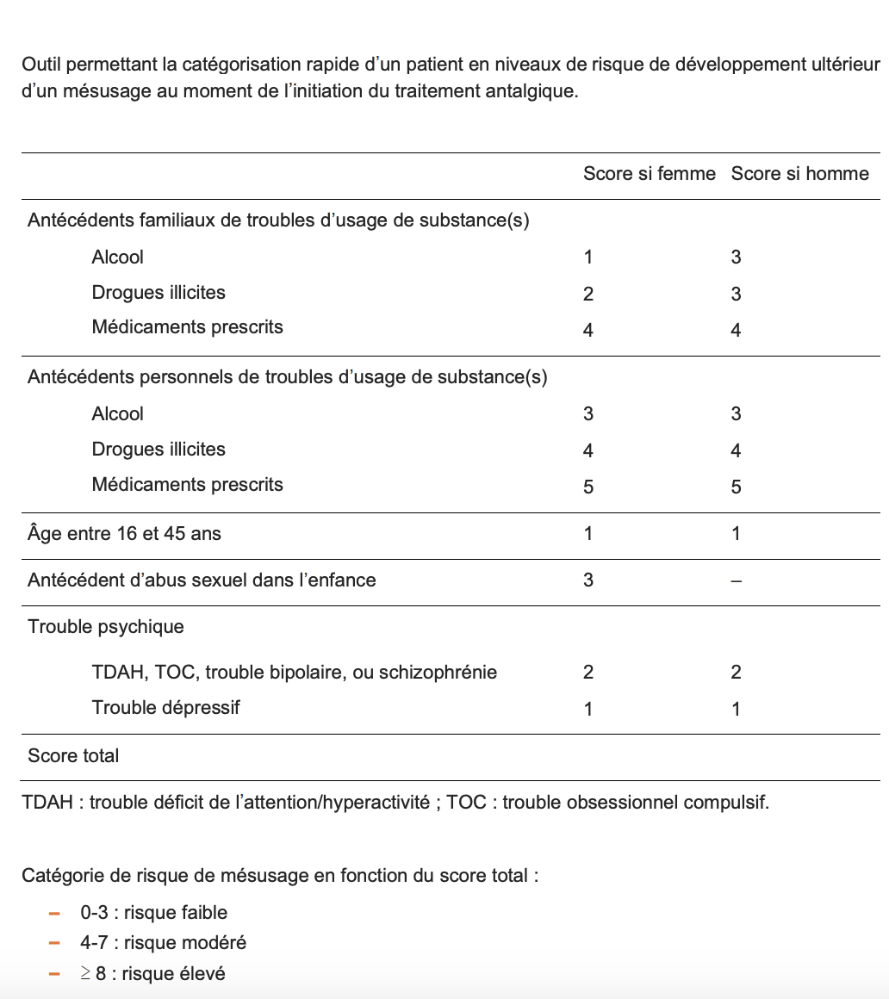 Outil permettant la catégorisation rapide d’un patient en niveaux de risque de développement ultérieur
d’un mésusage au moment de l’initiation du traitement antalgique.
Score si femme Score si homme
Antécédents familiaux de troubles d’usage de substance(s)
Alcool 1 3
Drogues illicites 2 3
Médicaments prescrits 4 4
Antécédents personnels de troubles d’usage de substance(s)
Alcool 3 3
Drogues illicites 4 4
Médicaments prescrits 5 5
Âge entre 16 et 45 ans 1 1
Antécédent d’abus sexuel dans l’enfance 3 –
Trouble psychique
TDAH, TOC, trouble bipolaire, ou schizophrénie 2 2
Trouble dépressif 1 1
Score total
TDAH : trouble déficit de l’attention/hyperactivité ; TOC : trouble obsessionnel compulsif.
Catégorie de risque de mésusage en fonction du score total :
– 0-3 : risque faible
– 4-7 : risque modéré
– ≥ 8 : risque élevé